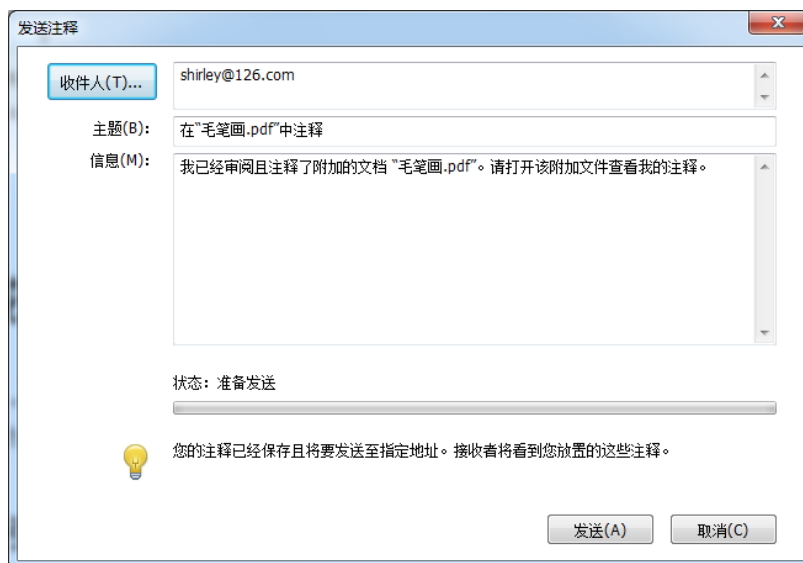 发送注释
收件人(T)...
shirley@126.com
主题(B):
在“毛笔画.pdf”中注释
信息(M):
我已经审阅且注释了附加的文档 “毛笔画.pdf”。请打开该附加文件查看我的注释。
状态: 准备发送
您的注释已经保存且将要发送至指定地址。接收者将看到您放置的这些注释。
发送(A)
取消(C)